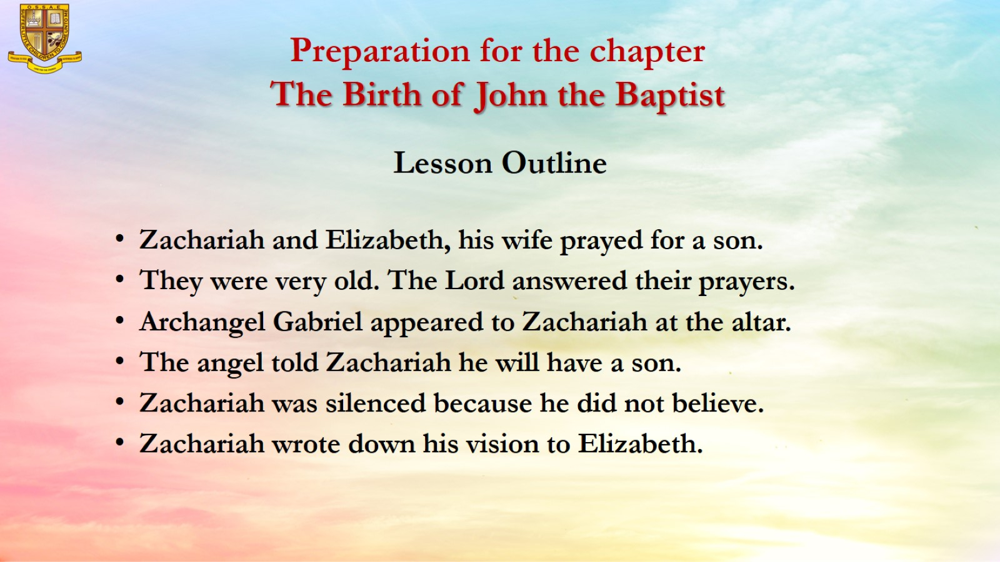 O.S.S.A.E
SUFFER LITTLE CHILDREN TO COME UNTO ME
Preparation for the chapter
The Birth of John the Baptist
Lesson Outline
• Zachariah and Elizabeth, his wife prayed for a son.
• They were very old. The Lord answered their prayers.
• Archangel Gabriel appeared to Zachariah at the altar.
• The angel told Zachariah he will have a son.
• Zachariah was silenced because he did not believe.
• Zachariah wrote down his vision to Elizabeth.